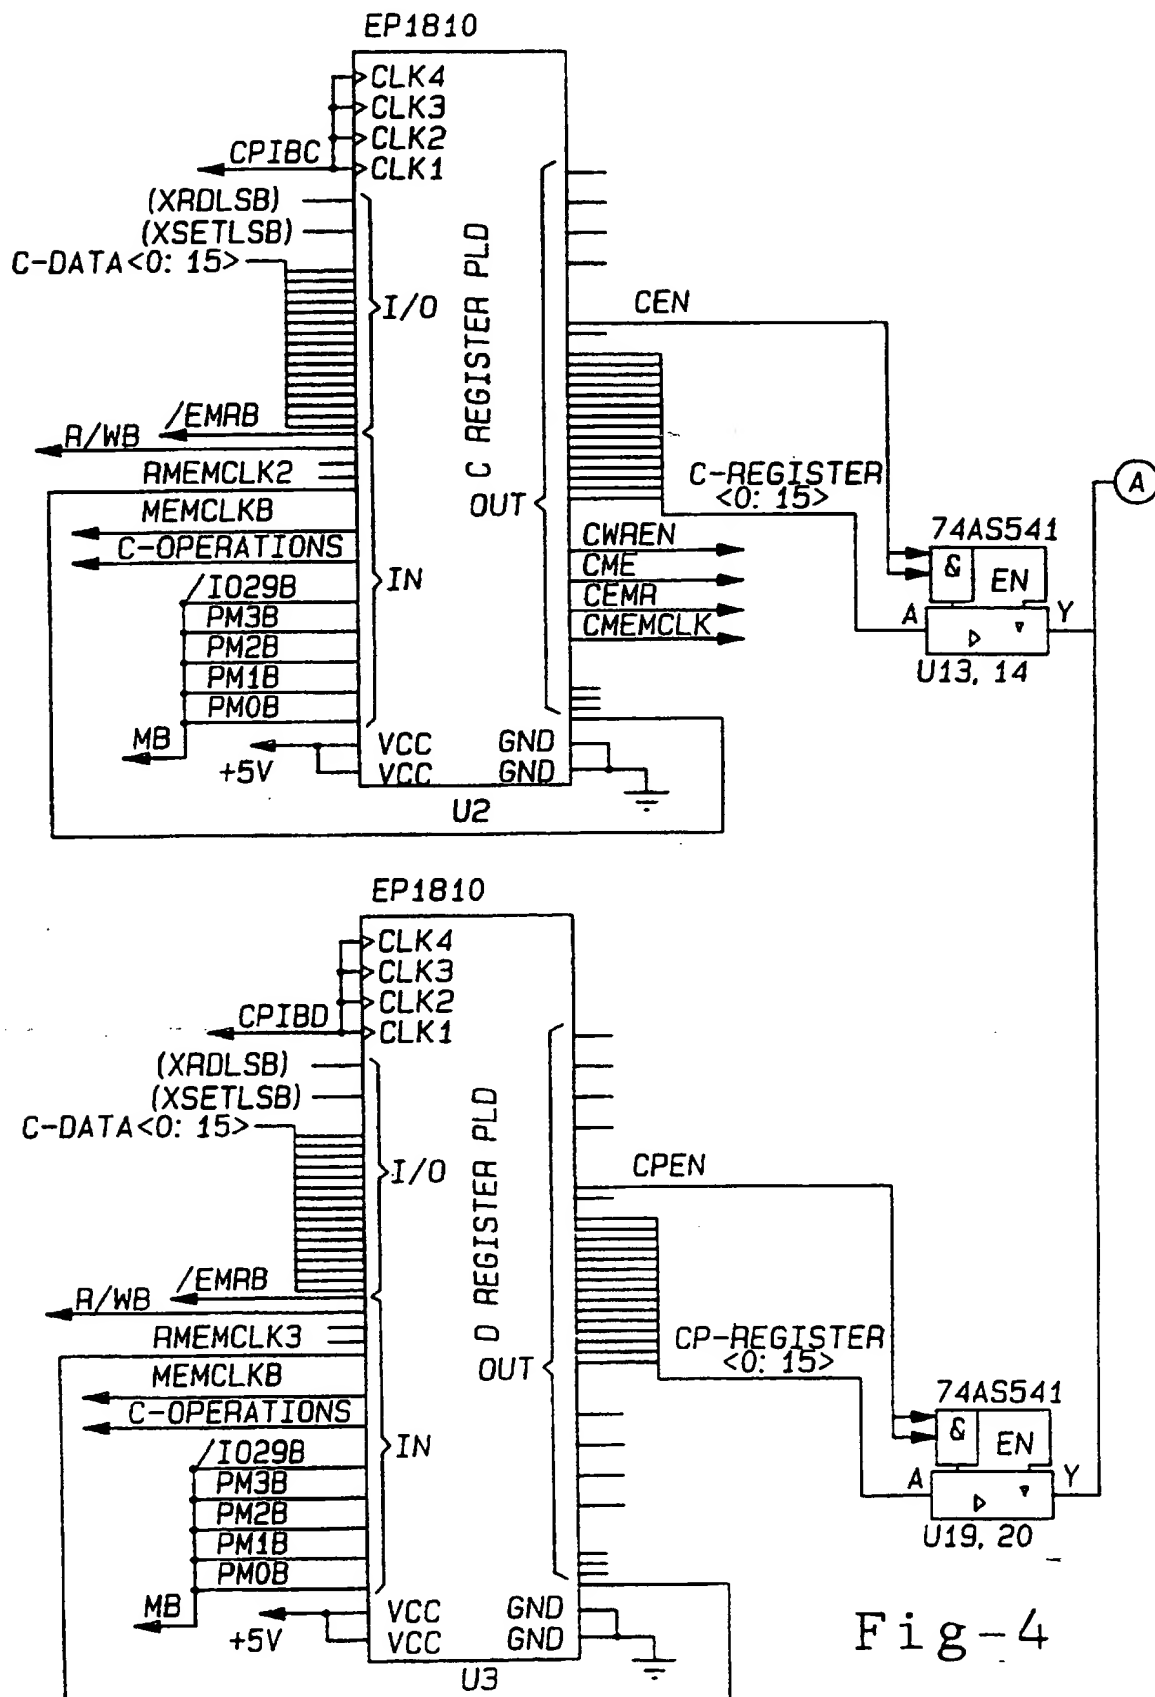 EP1810
CLK4
CLK3
CLK2
CPIBC
CLK1
(XRDLSB)
(XSETLSB)
C-DATA<0: 15>
I/O
C REGISTER PLD
CEN
/EMRB
R/WB
RMEMCLK2
MEMCLKB
C-OPERATIONS
IN
OUT
C-REGISTER
<0: 15>
A
CWREN
CME
CEMR
CMEMCLK
74AS541
&
EN
A
Y
U13, 14
/IO29B
PM3B
PM2B
PM1B
PM0B
MB
+5V
VCC
GND
VCC
GND
U2
EP1810
CLK4
CLK3
CLK2
CPIBD
CLK1
(XRDLSB)
(XSETLSB)
C-DATA<0: 15>
I/O
D REGISTER PLD
CPEN
/EMRB
R/WB
RMEMCLK3
MEMCLKB
C-OPERATIONS
IN
OUT
CP-REGISTER
<0: 15>
74AS541
&
EN
A
Y
U19, 20
/IO29B
PM3B
PM2B
PM1B
PM0B
MB
+5V
VCC
GND
VCC
GND
U3
Fig-4